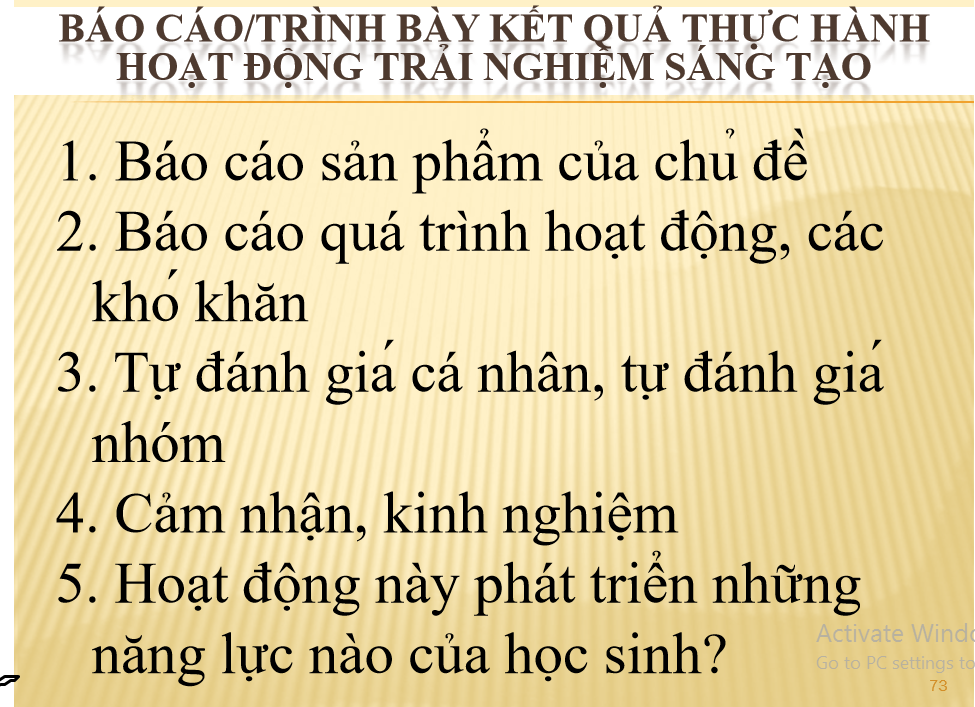 BÁO CÁO/TRÌNH BÀY KẾT QUẢ THỰC HÀNH
HOẠT ĐỘNG TRẢI NGHIỆM SÁNG TẠO
1. Báo cáo sản phẩm của chủ đề
2. Báo cáo quá trình hoạt động, các
khó khăn
3. Tự đánh giá cá nhân, tự đánh giá
nhóm
4. Cảm nhận, kinh nghiệm
5. Hoạt động này phát triển những
năng lực nào của học sinh?
Activate Windo
Go to PC settings to
73